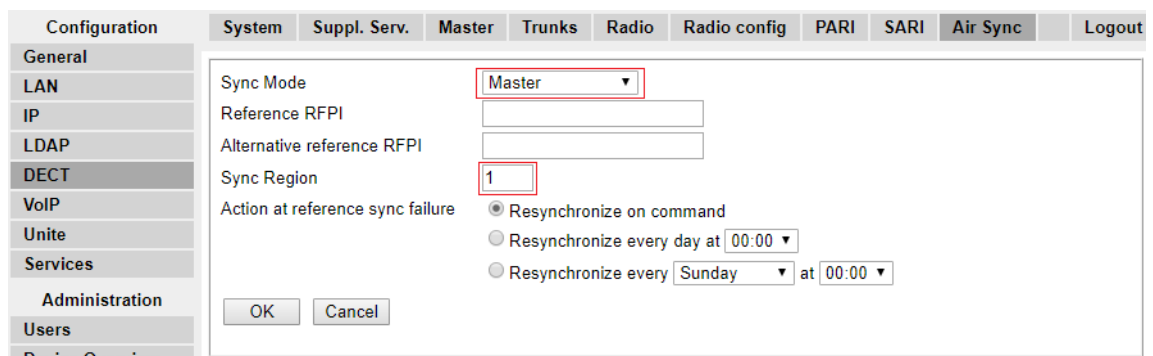 Configuration
System Suppl. Serv. Master Trunks Radio Radio config PARI SARI Air Sync Logout
General
LAN
IP
LDAP
DECT
VoIP
Unite
Services
Administration
Users
Sync Mode Master
Reference RFPI
Alternative reference RFPI
Sync Region 1
Action at reference sync failure Resynchronize on command
Resynchronize every day at 00:00
Resynchronize every Sunday at 00:00
OK Cancel